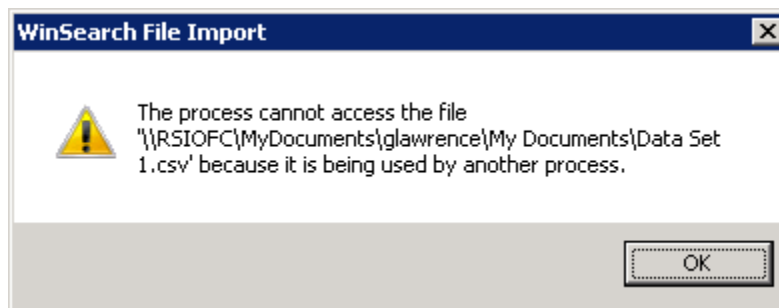 WinSearch File Import
The process cannot access the file
'\\RSIOFC\MyDocuments\glawrence\My Documents\Data Set
1.csv' because it is being used by another process.
OK